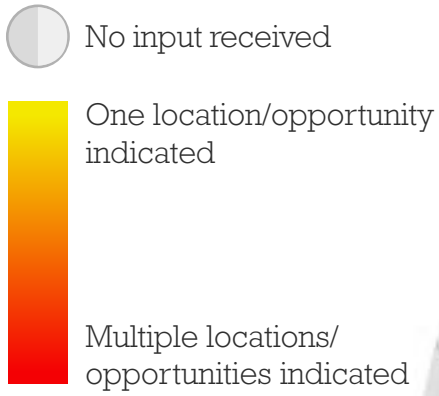 No input received
One location/opportunity
indicated
Multiple locations/
opportunities indicated